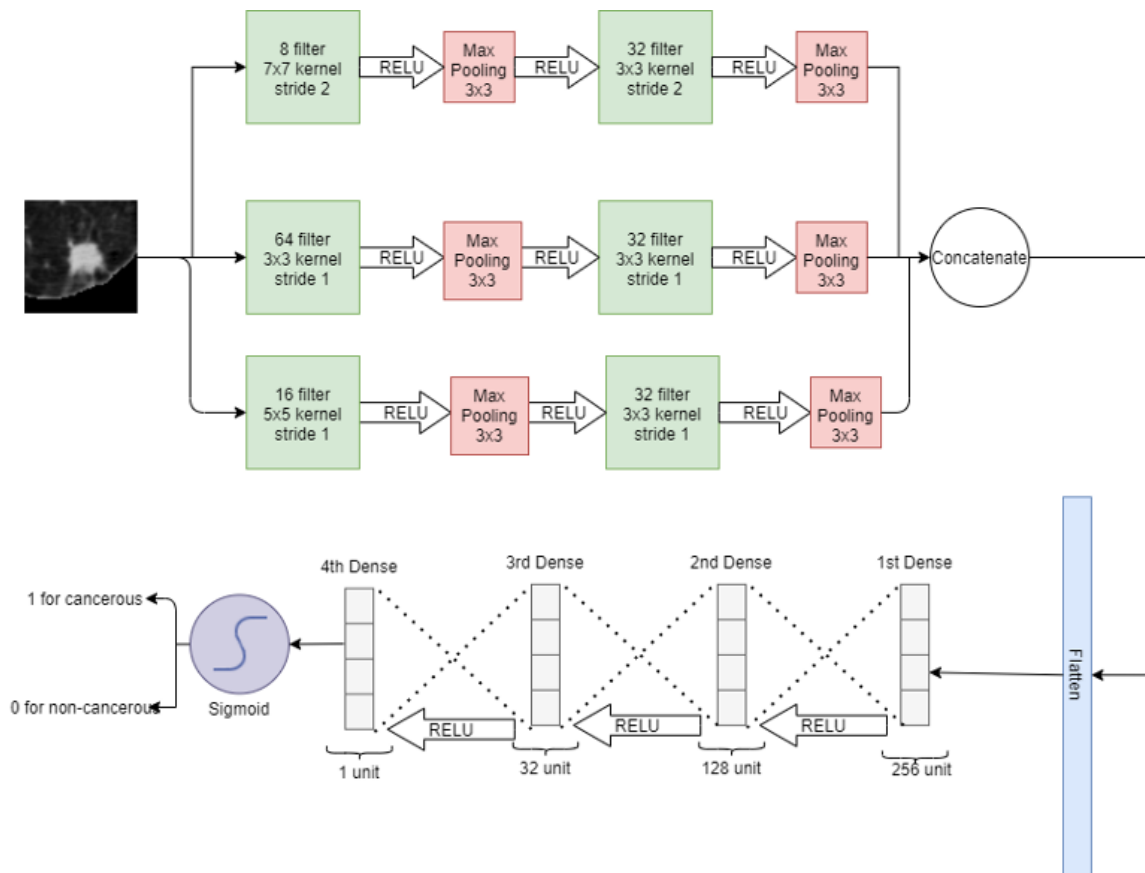 8 filter
7x7 kernel
stride 2
RELU
Max
Pooling
3x3
RELU
32 filter
3x3 kernel
stride 2
RELU
Max
Pooling
3x3
64 filter
3x3 kernel
stride 1
RELU
Max
Pooling
3x3
RELU
32 filter
3x3 kernel
stride 1
RELU
Max
Pooling
3x3
Concatenate
16 filter
5x5 kernel
stride 1
RELU
Max
Pooling
3x3
RELU
32 filter
3x3 kernel
stride 1
RELU
Max
Pooling
3x3
1 for cancerous
0 for non-cancerous
Sigmoid
4th Dense
3rd Dense
2nd Dense
1st Dense
RELU
RELU
RELU
1 unit
32 unit
128 unit
256 unit
Flatten